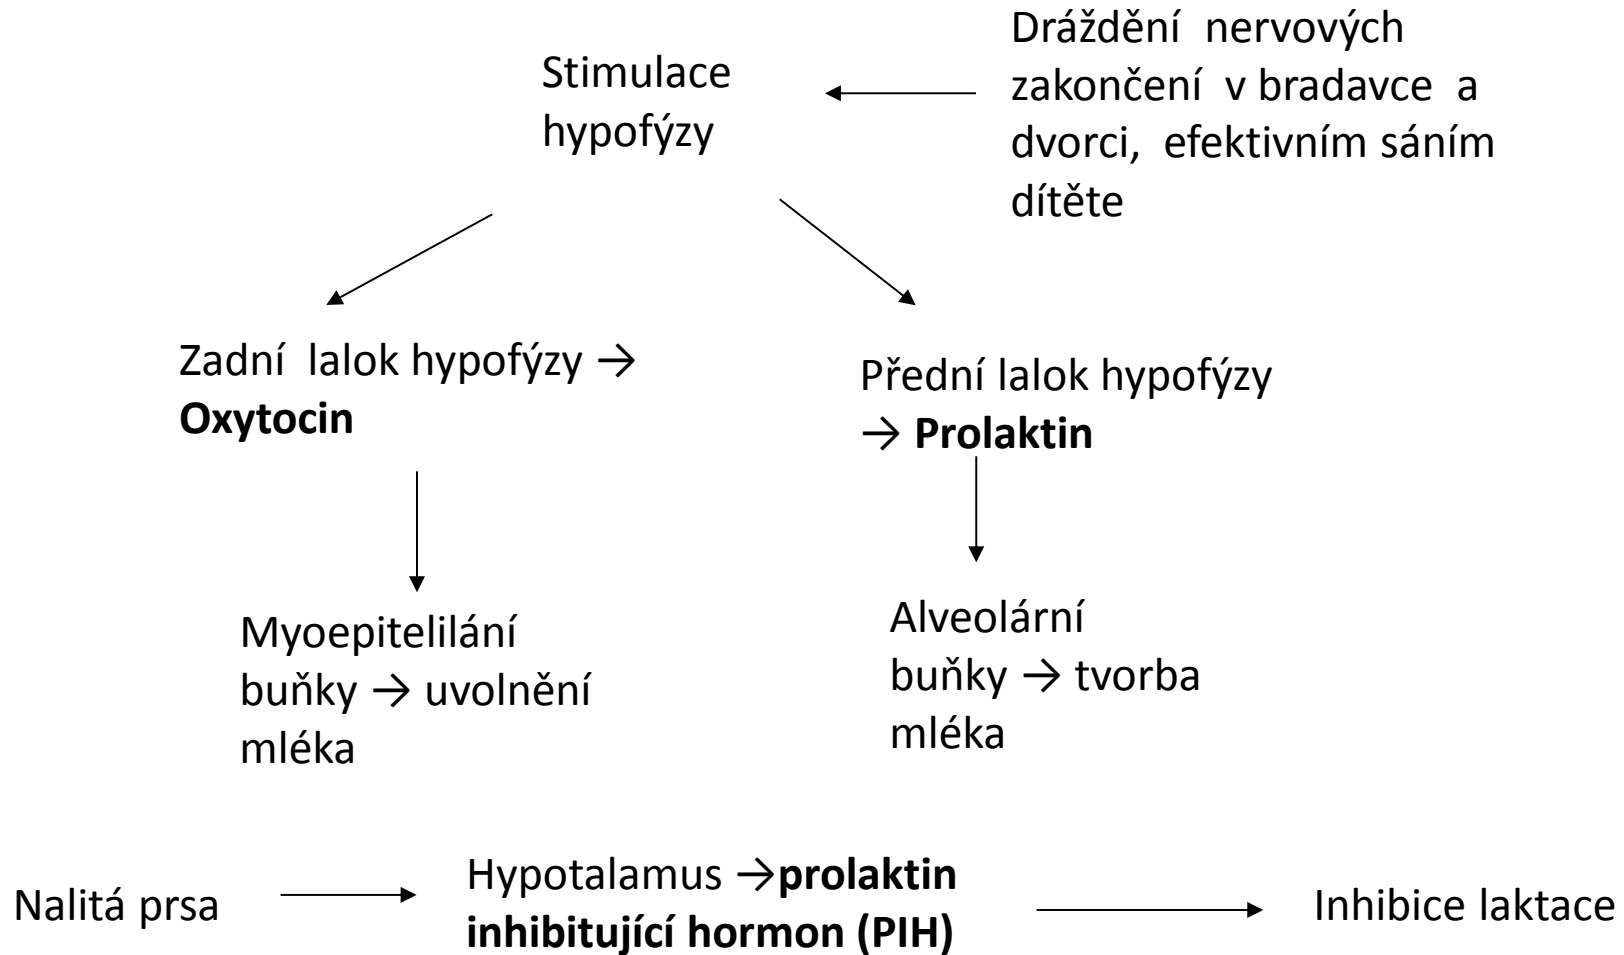 Dráždění nervových
zakončení v bradavce a
dvorci, efektivním sáním
dítěte
Stimulace
hypofýzy
Zadní lalok hypofýzy →
Oxytocin
Přední lalok hypofýzy
→ Prolaktin
Myoepitelilání
buňky → uvolnění
mléka
Alveolární
buňky → tvorba
mléka
Nalitá prsa
Hypotalamus →prolaktin
inhibitující hormon (PIH)
Inhibice laktace